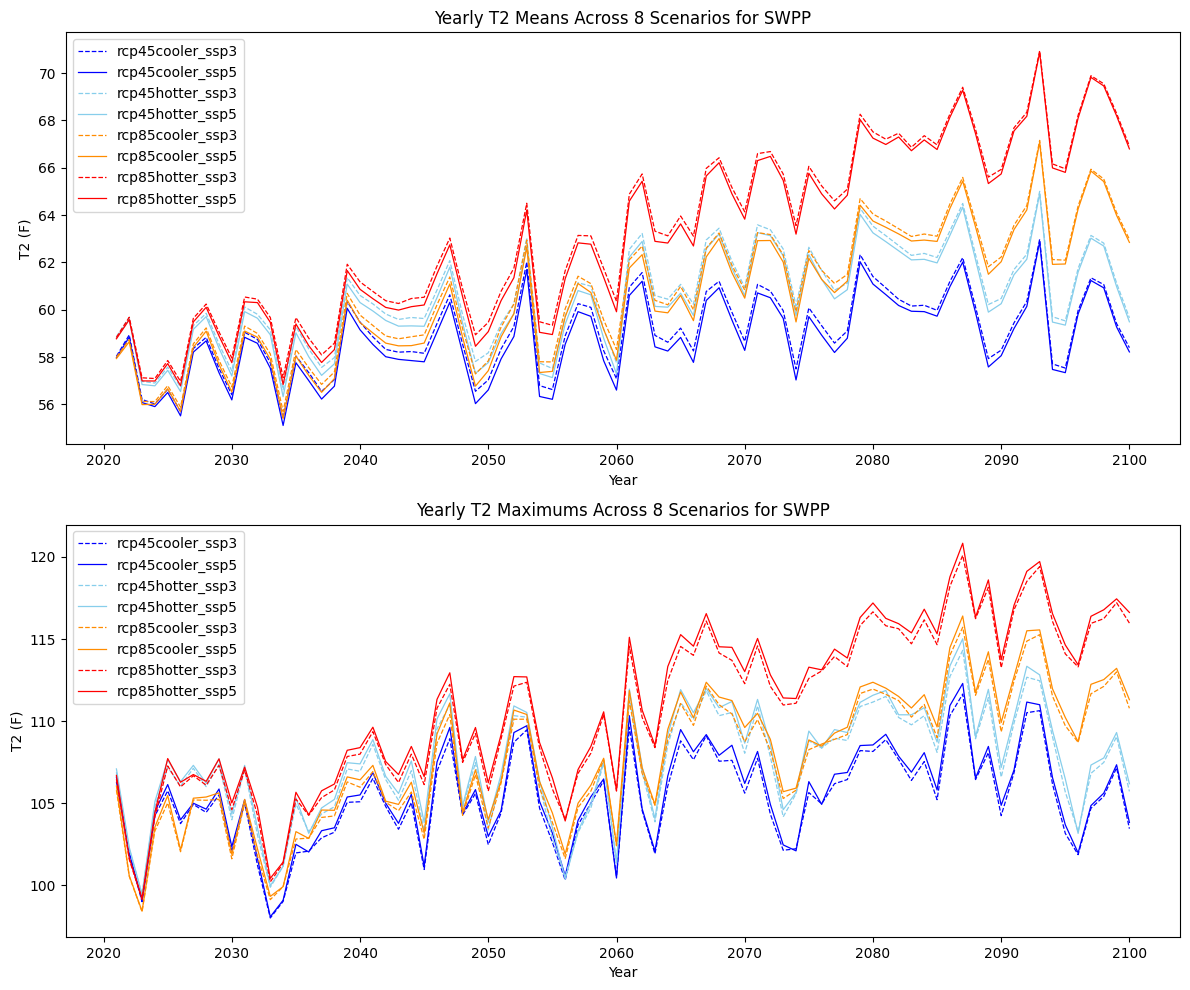 Yearly T2 Means Across 8 Scenarios for SWPP
rcp45cooler_ssp3
rcp45cooler_ssp5
rcp45hotter_ssp3
rcp45hotter_ssp5
rcp85cooler_ssp3
rcp85cooler_ssp5
rcp85hotter_ssp3
rcp85hotter_ssp5
T2 (F)
70
68
66
64
62
60
58
56
2020 2030 2040 2050 2060 2070 2080 2090 2100
Year
Yearly T2 Maximums Across 8 Scenarios for SWPP
rcp45cooler_ssp3
rcp45cooler_ssp5
rcp45hotter_ssp3
rcp45hotter_ssp5
rcp85cooler_ssp3
rcp85cooler_ssp5
rcp85hotter_ssp3
rcp85hotter_ssp5
T2 (F)
120
115
110
105
100
2020 2030 2040 2050 2060 2070 2080 2090 2100
Year